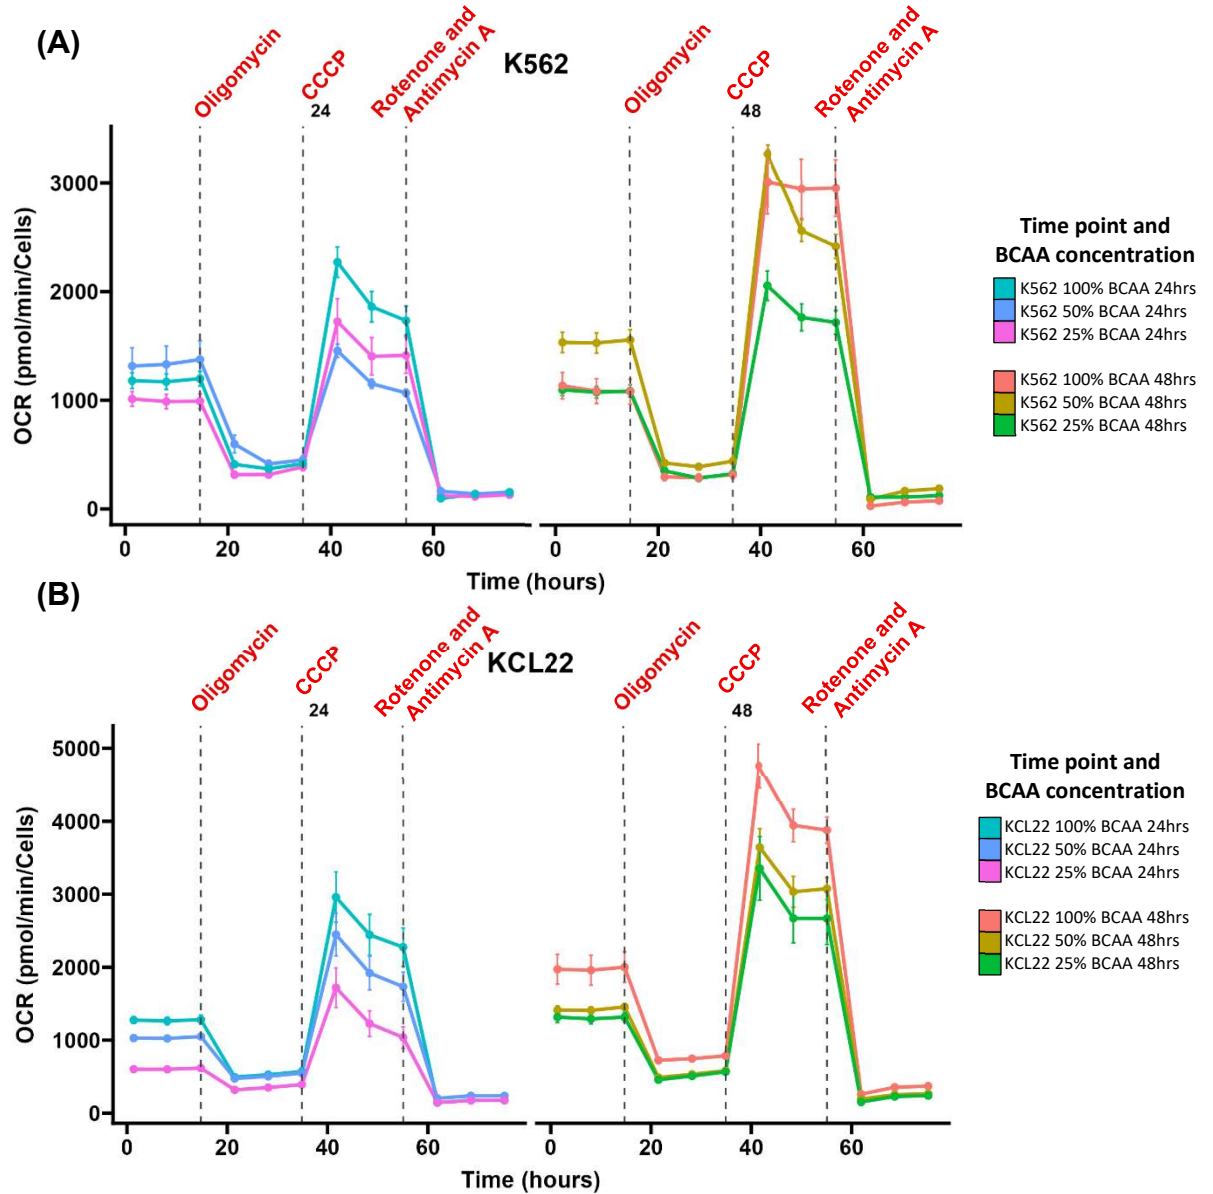 (A)
K562
Oligomycin
CCCP
Rotenone and
Antimycin A
24
Oligomycin
CCCP
Rotenone and
Antimycin A
48
OCR (pmol/min/Cells)
3000
2000
1000
0
0 20 40 60
0 20 40 60
Time (hours)
Time point and
BCAA concentration
K562 100% BCAA 24hrs
K562 50% BCAA 24hrs
K562 25% BCAA 24hrs
K562 100% BCAA 48hrs
K562 50% BCAA 48hrs
K562 25% BCAA 48hrs
(B)
KCL22
Oligomycin
CCCP
Rotenone and
Antimycin A
24
Oligomycin
CCCP
Rotenone and
Antimycin A
48
OCR (pmol/min/Cells)
5000
4000
3000
2000
1000
0
0 20 40 60
0 20 40 60
Time (hours)
Time point and
BCAA concentration
KCL22 100% BCAA 24hrs
KCL22 50% BCAA 24hrs
KCL22 25% BCAA 24hrs
KCL22 100% BCAA 48hrs
KCL22 50% BCAA 48hrs
KCL22 25% BCAA 48hrs